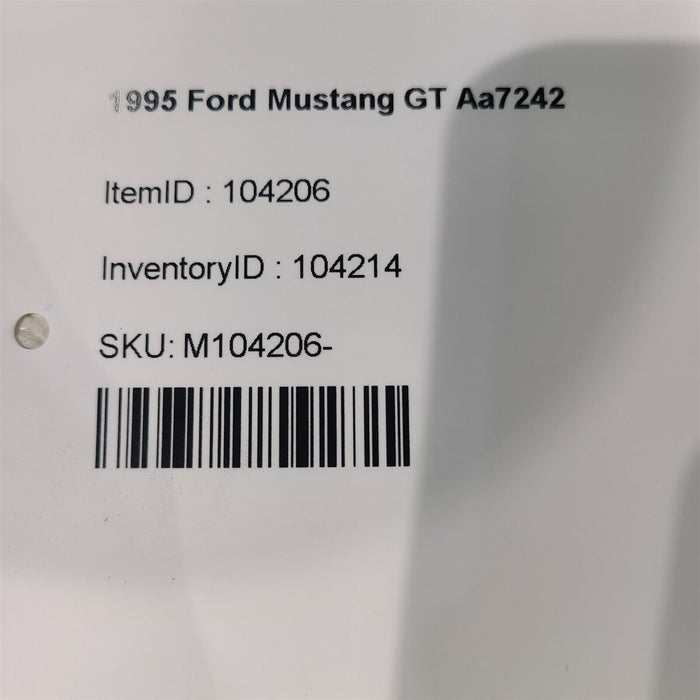 1995 Ford Mustang GT Aa7242
ItemID : 104206
InventoryID : 104214
SKU: M104206-